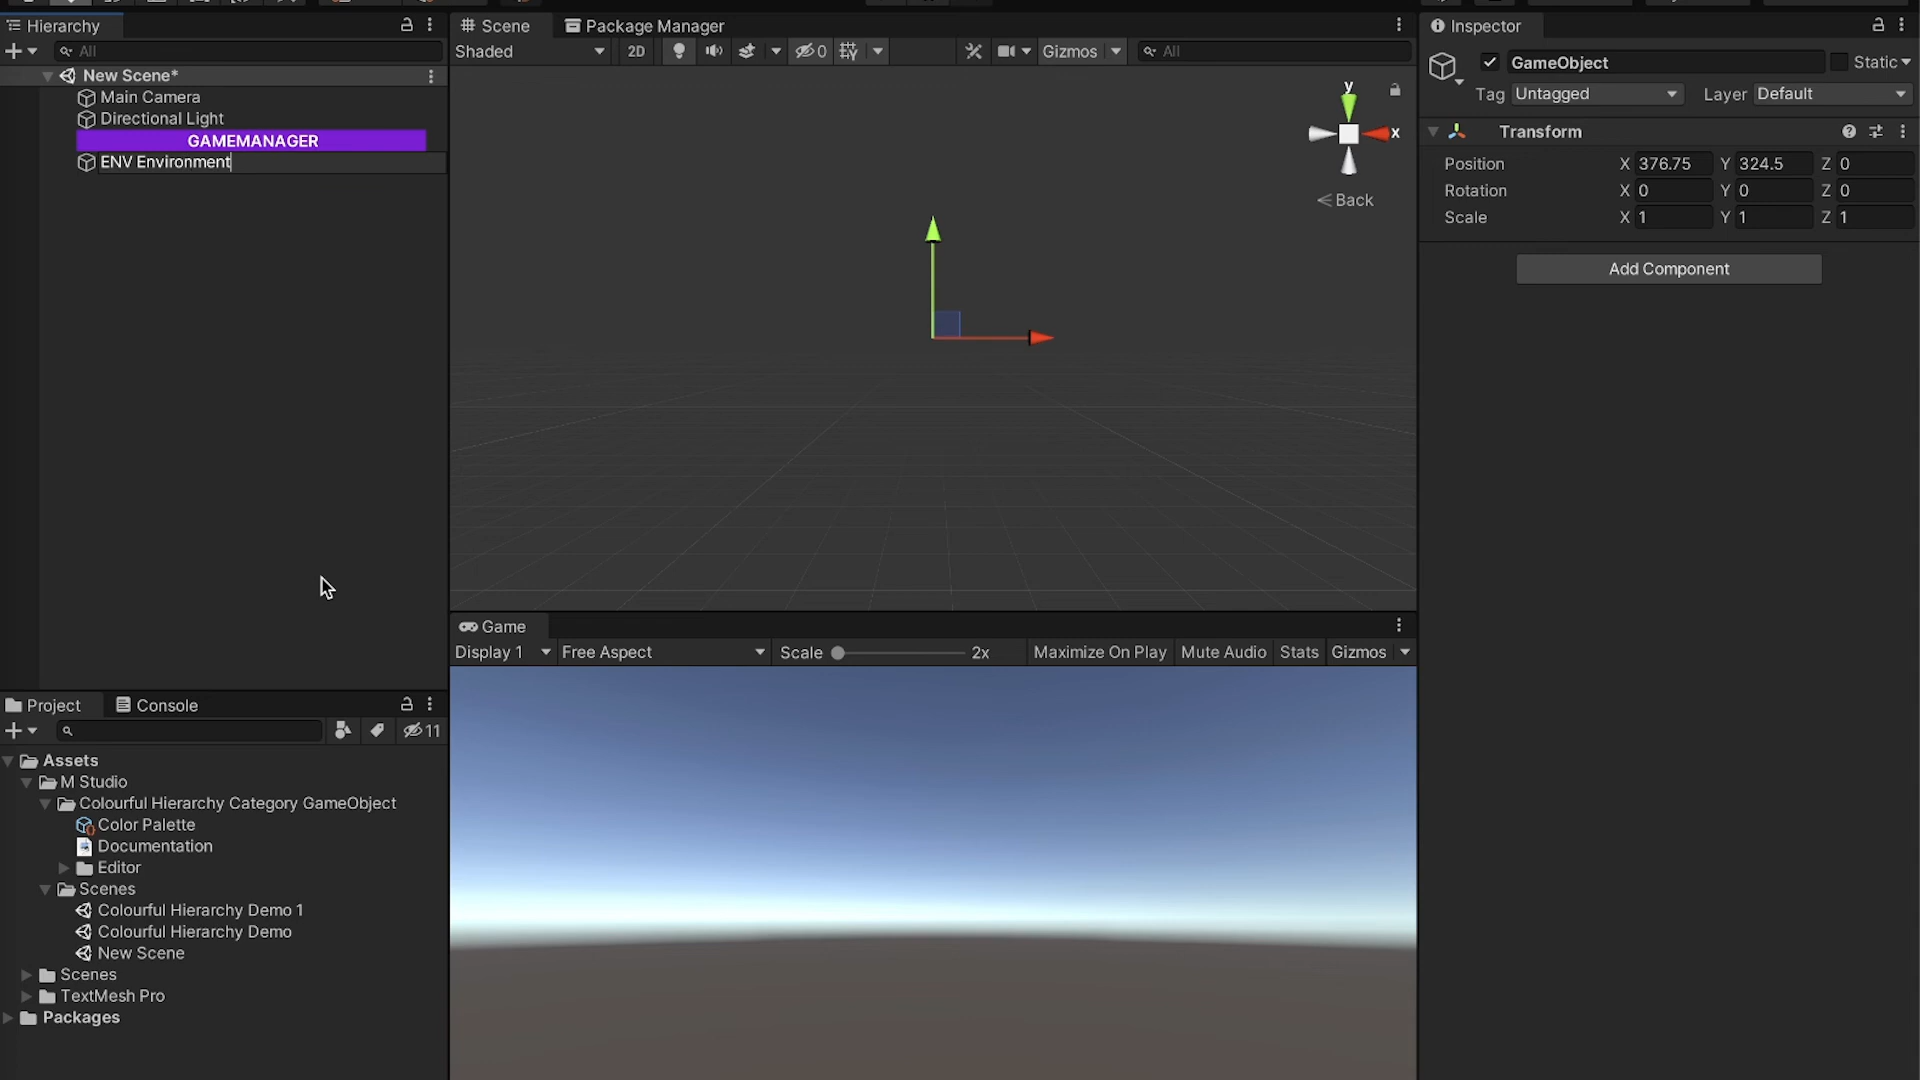 Hierarchy
All
New Scene*
Main Camera
Directional Light
GAMEMANAGER
ENV Environment
Scene Package Manager
Shaded 2D 0 Gizmos All
y
x
Back
Inspector
GameObject Static
Tag Untagged Layer Default
Transform
Position X 376.75 Y 324.5 Z 0
Rotation X 0 Y 0 Z 0
Scale X 1 Y 1 Z 1
Add Component
Game
Display 1 Free Aspect Scale 2x Maximize On Play Mute Audio Stats Gizmos
Project Console
11
Assets
M Studio
Colourful Hierarchy Category GameObject
Color Palette
Documentation
Editor
Scenes
Colourful Hierarchy Demo 1
Colourful Hierarchy Demo
New Scene
Scenes
TextMesh Pro
Packages